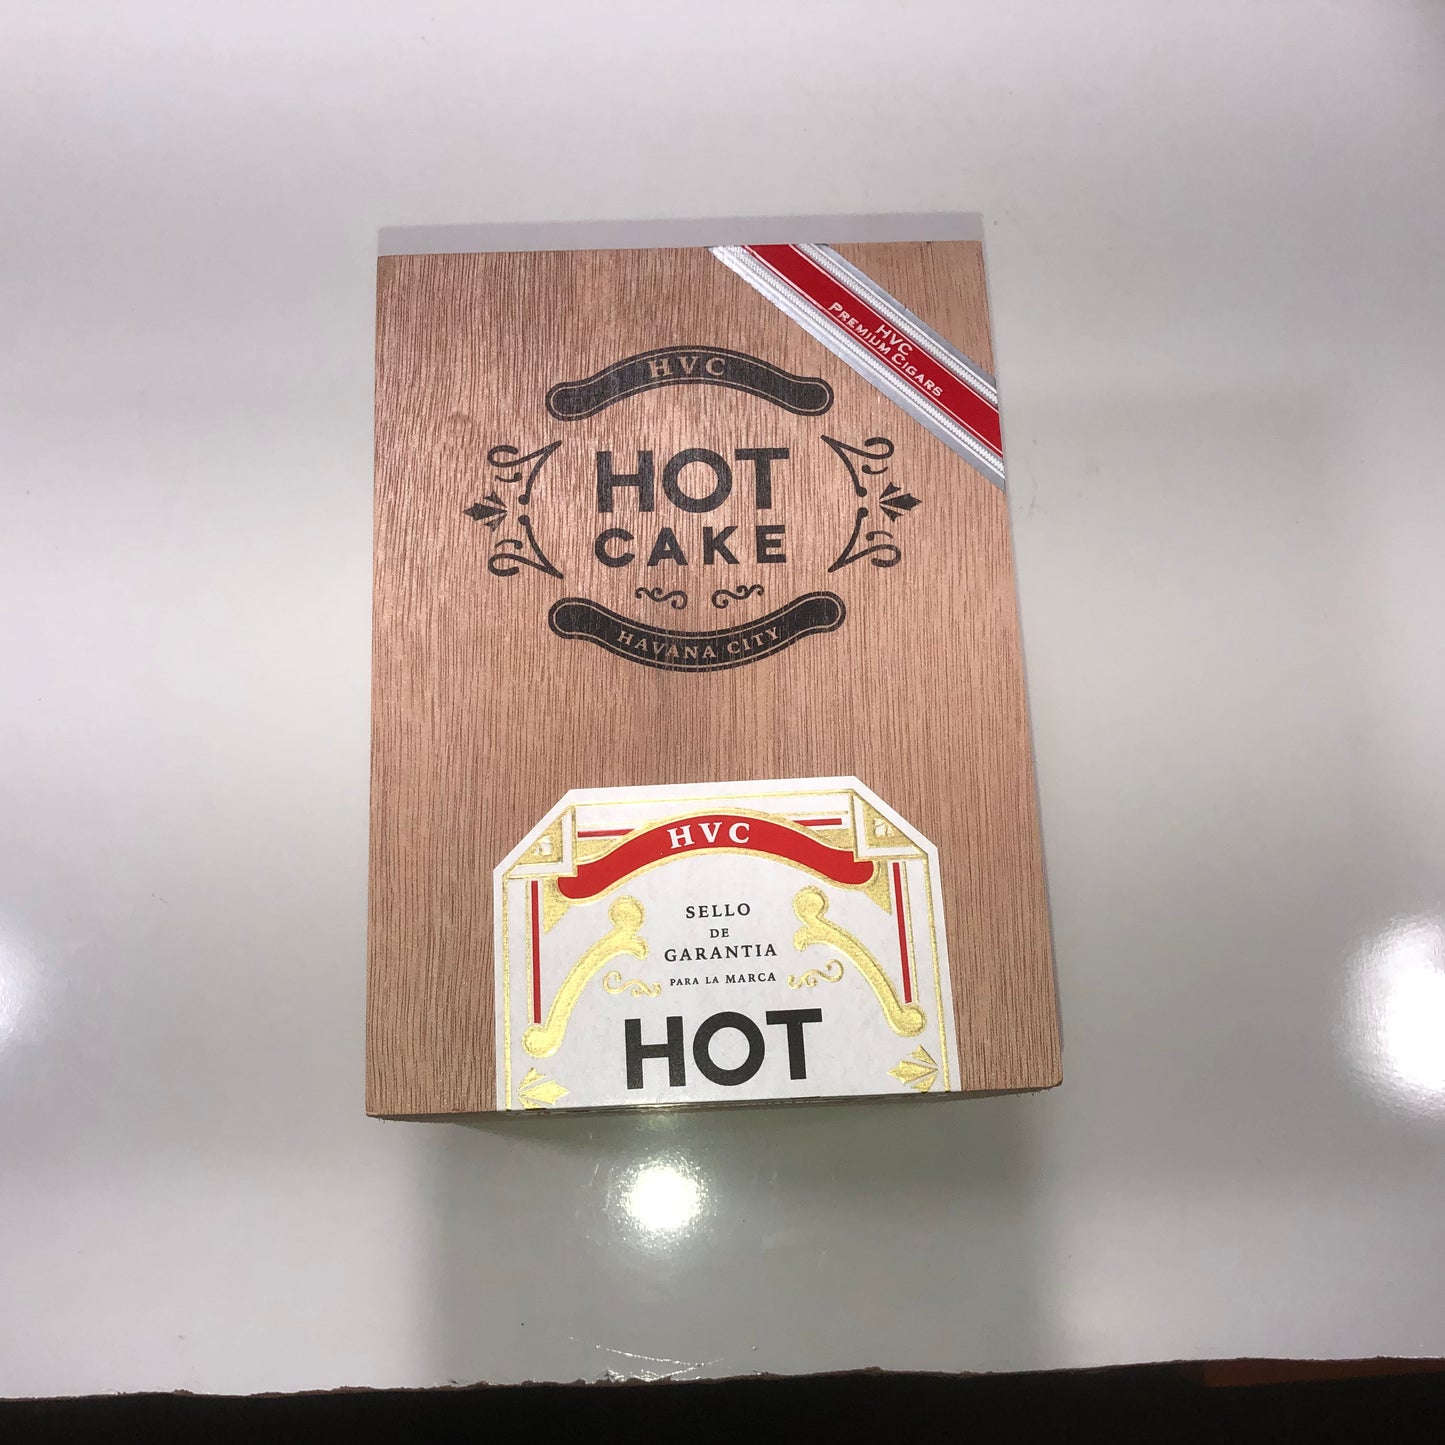 HVC
PREMIUM CIGARS
HVC
HOT
CAKE
HAVANA CITY
HVC
SELLO
DE
GARANTIA
PARA LA MARCA
HOT